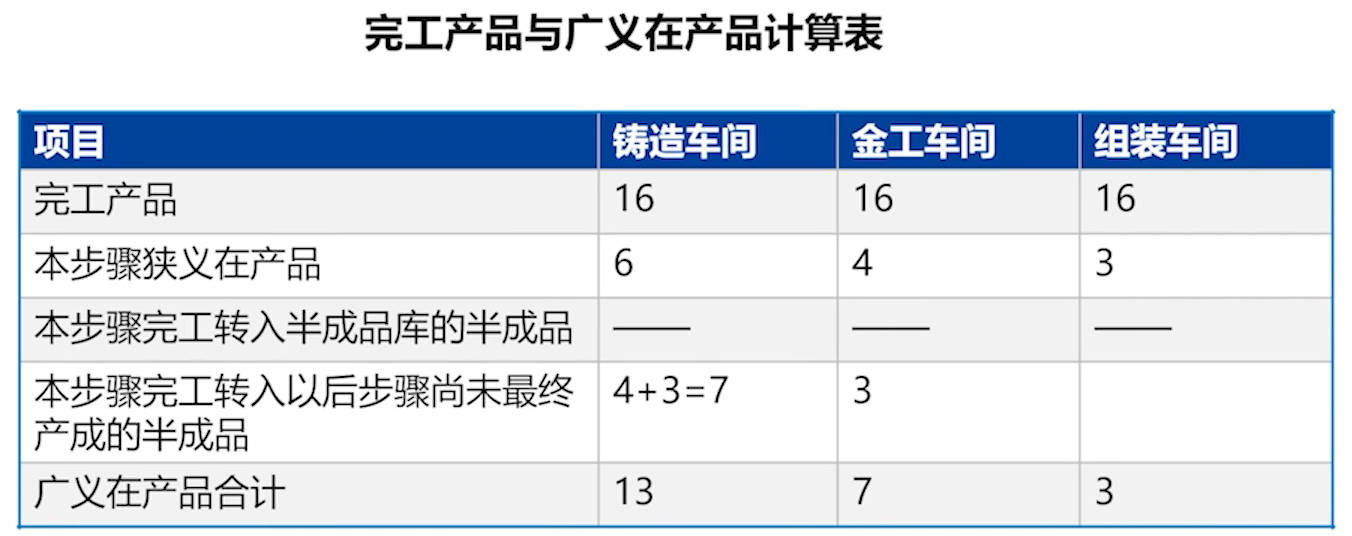 完工产品与广义在产品计算表
项目 铸造车间 金工车间 组装车间
完工产品 16 16 16
本步骤狭义在产品 6 4 3
本步骤完工转入半成品库的半成品 —— —— ——
本步骤完工转入以后步骤尚未最终 4+3=7 3
产成的半成品
广义在产品合计 13 7 3